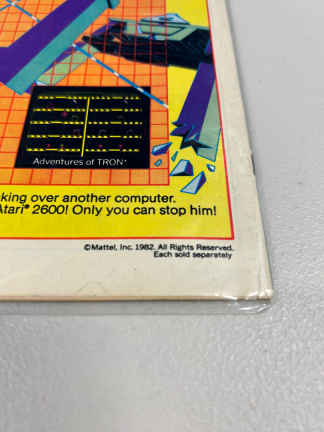 Adventures of TRON™
king over another computer.
Atari® 2600! Only you can stop him!
©Mattel, Inc. 1982. All Rights Reserved.
Each sold separately